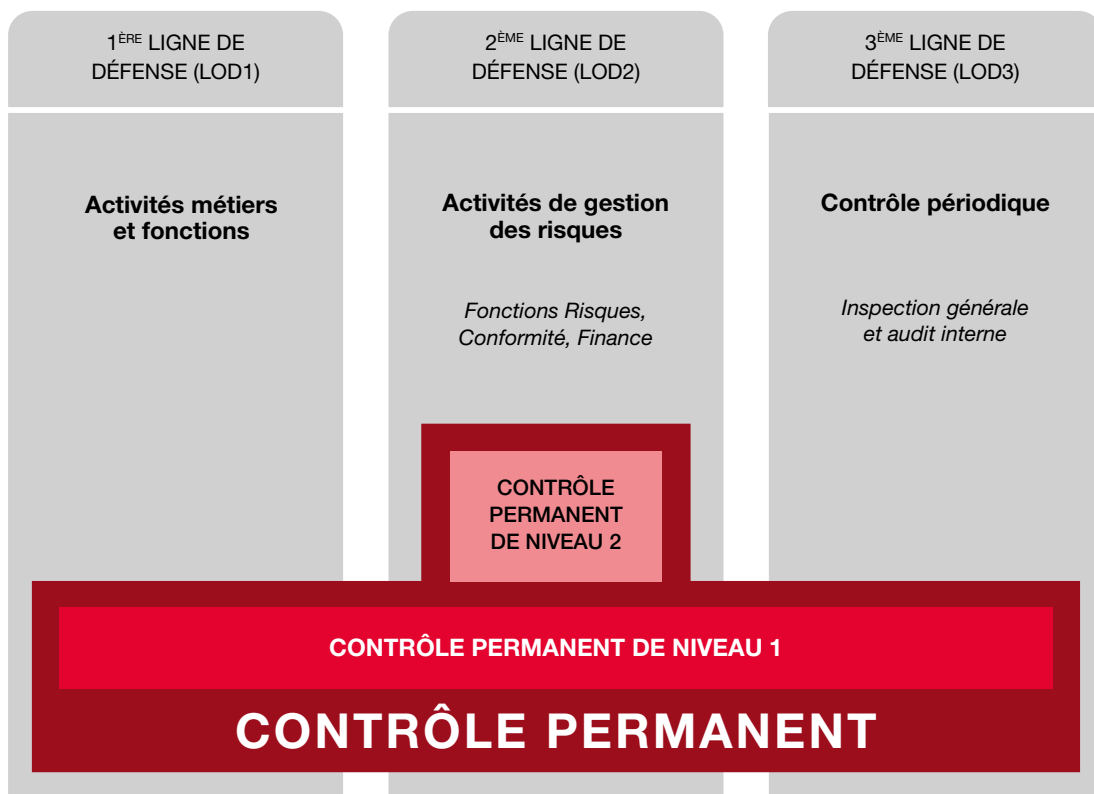 1ÈRE LIGNE DE
DÉFENSE (LOD1)
Activités métiers
et fonctions
2ÈME LIGNE DE
DÉFENSE (LOD2)
Activités de gestion
des risques
Fonctions Risques,
Conformité, Finance
3ÈME LIGNE DE
DÉFENSE (LOD3)
Contrôle périodique
Inspection générale
et audit interne
CONTRÔLE
PERMANENT
DE NIVEAU 2
CONTRÔLE PERMANENT DE NIVEAU 1
CONTRÔLE PERMANENT